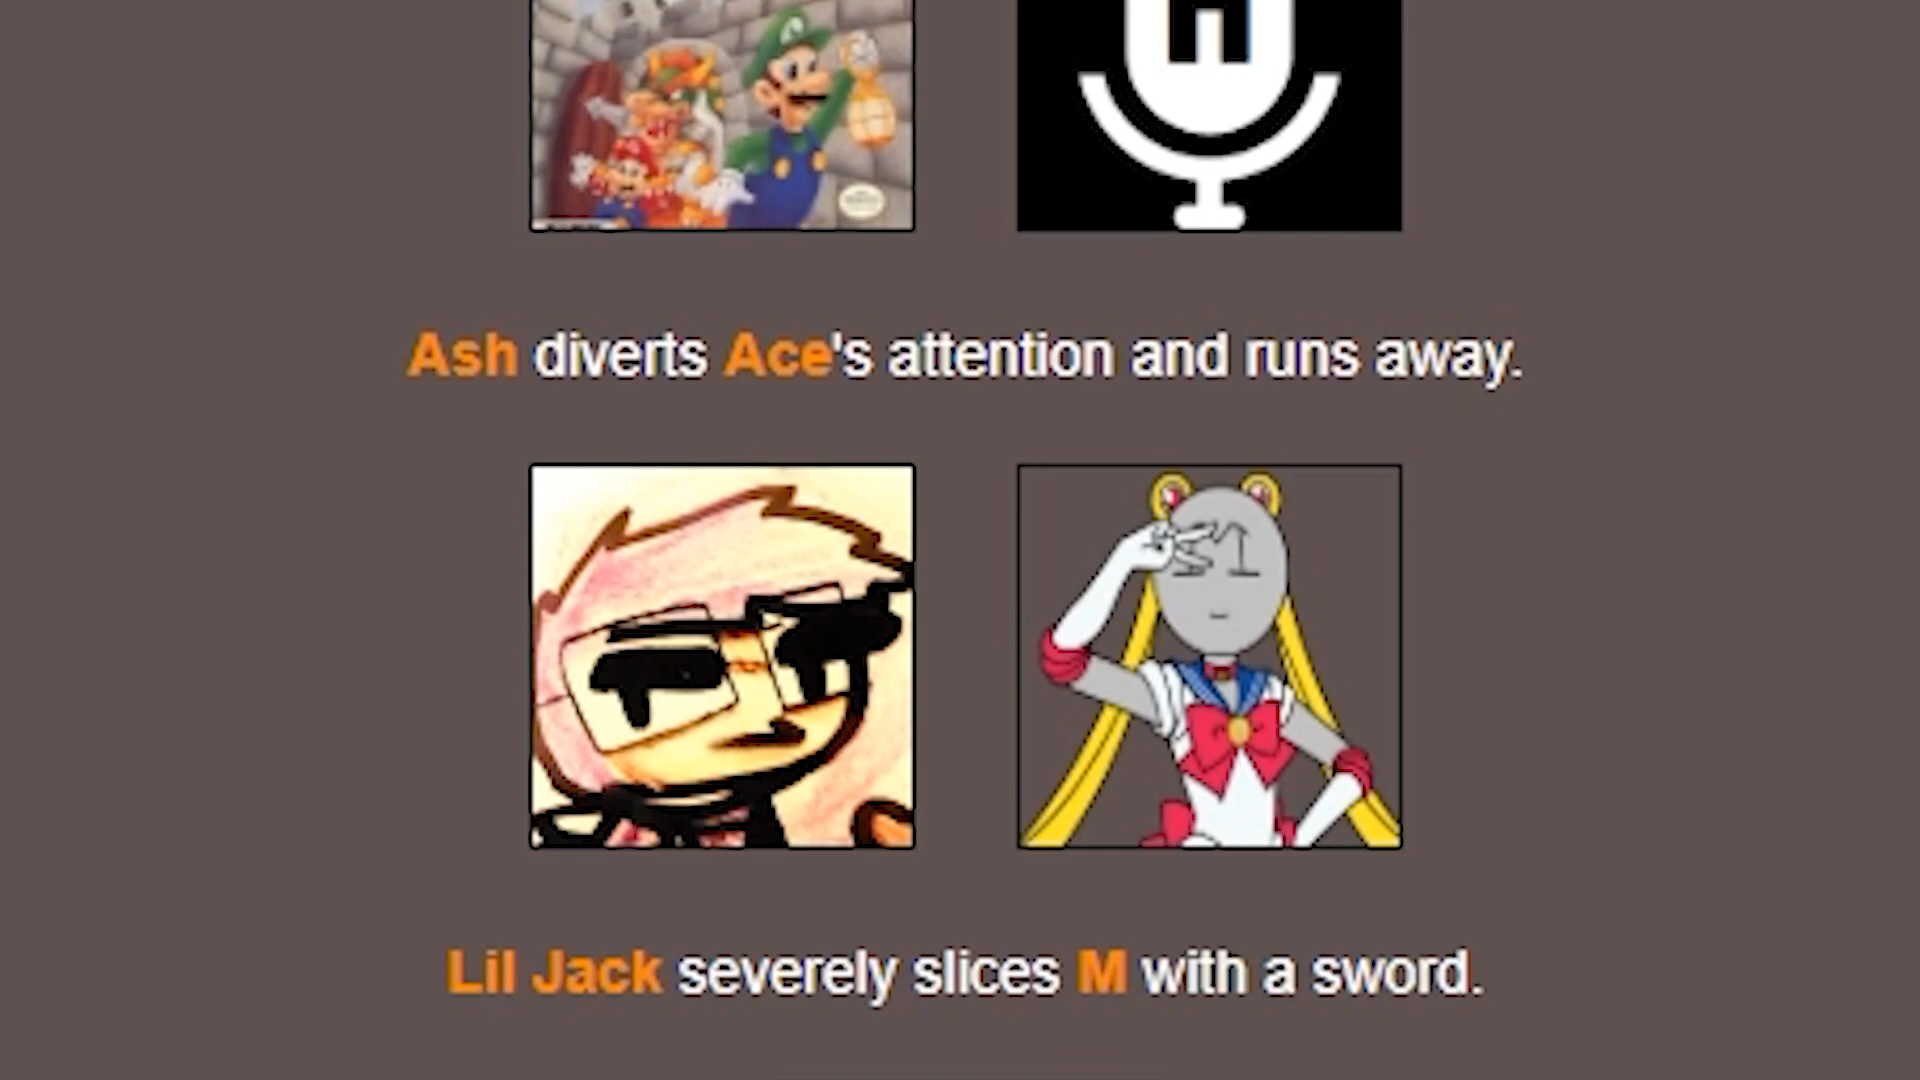 Ash diverts Ace's attention and runs away.
Lil Jack severely slices M with a sword.